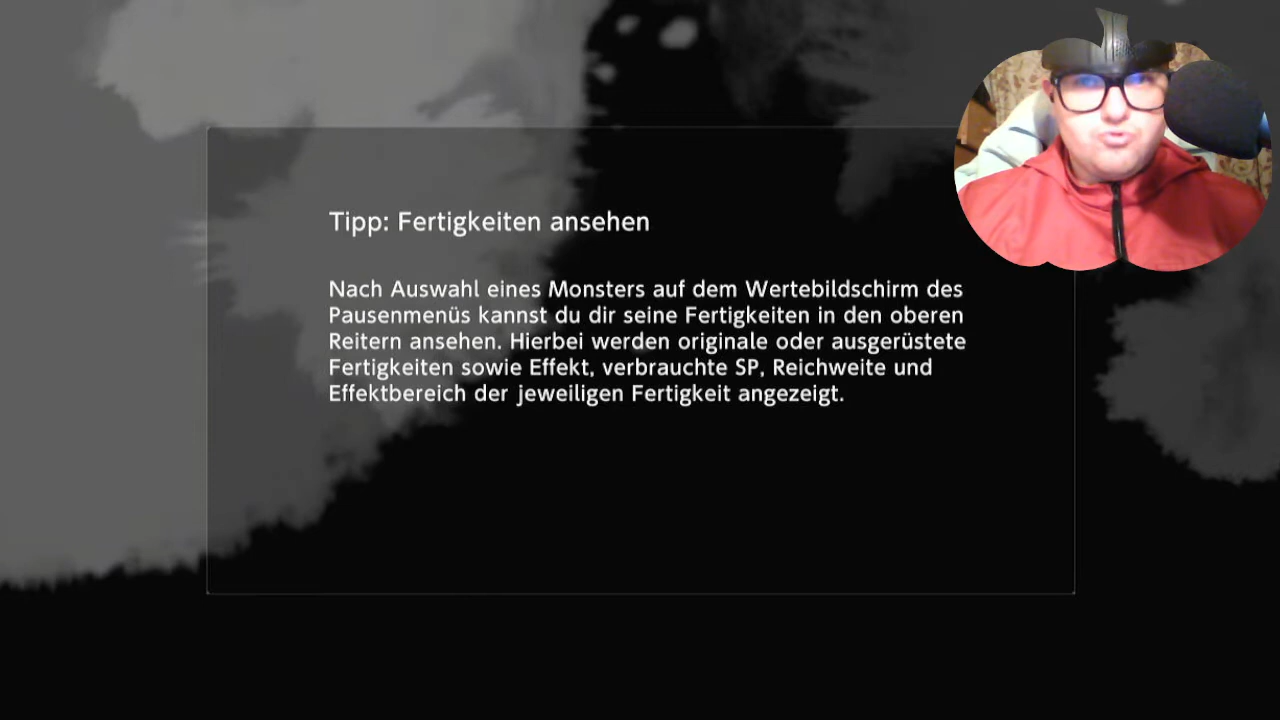 Tipp: Fertigkeiten ansehen
Nach Auswahl eines Monsters auf dem Wertebildschirm des
Pausenmenüs kannst du dir seine Fertigkeiten in den oberen
Reitern ansehen. Hierbei werden originale oder ausgerüstete
Fertigkeiten sowie Effekt, verbrauchte SP, Reichweite und
Effektbereich der jeweiligen Fertigkeit angezeigt.